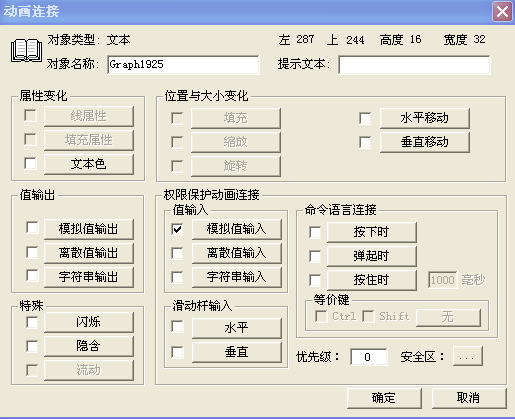 动画连接
对象类型: 文本 左 287 上 244 高度 16 宽度 32
对象名称: Graph1925 提示文本:
属性变化
线属性
填充属性
文本色
位置与大小变化
填充
缩放
旋转
水平移动
垂直移动
值输出
模拟值输出
离散值输出
字符串输出
权限保护动画连接
值输入
模拟值输入
离散值输入
字符串输入
命令语言连接
按下时
弹起时
按住时 1000 毫秒
等价键
Ctrl Shift 无
特殊
闪烁
隐含
流动
滑动杆输入
水平
垂直
优先级: 0 安全区: ...
确定 取消